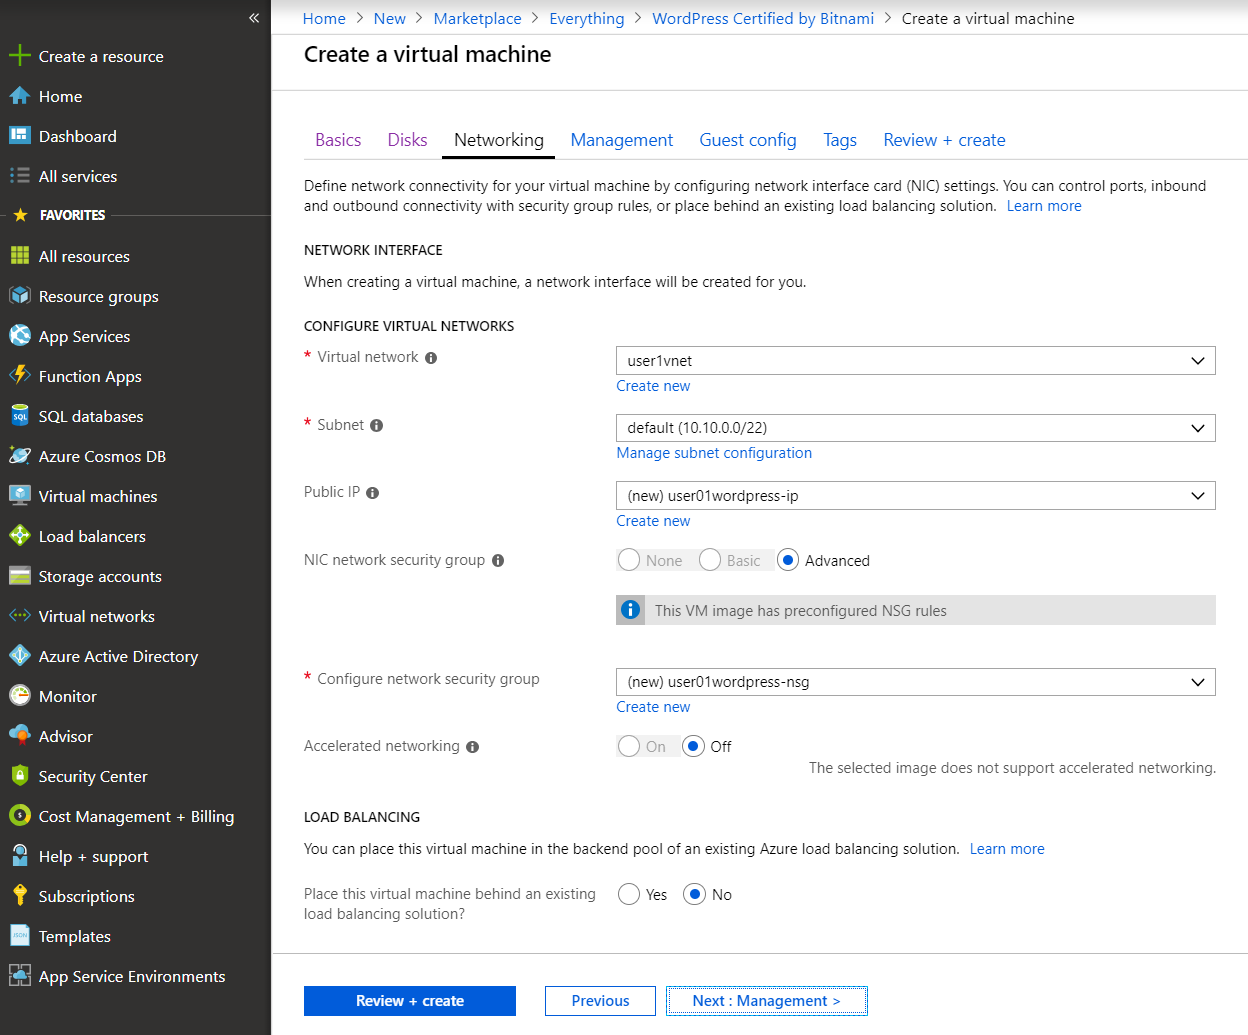 «
Create a resource
Home
Dashboard
All services
FAVORITES
All resources
Resource groups
App Services
Function Apps
SQL databases
Azure Cosmos DB
Virtual machines
Load balancers
Storage accounts
Virtual networks
Azure Active Directory
Monitor
Advisor
Security Center
Cost Management + Billing
Help + support
Subscriptions
Templates
App Service Environments
Home > New > Marketplace > Everything > WordPress Certified by Bitnami > Create a virtual machine
Create a virtual machine
Basics Disks Networking Management Guest config Tags Review + create
Define network connectivity for your virtual machine by configuring network interface card (NIC) settings. You can control ports, inbound
and outbound connectivity with security group rules, or place behind an existing load balancing solution. Learn more
NETWORK INTERFACE
When creating a virtual machine, a network interface will be created for you.
CONFIGURE VIRTUAL NETWORKS
* Virtual network
user1vnet
Create new
* Subnet
default (10.10.0.0/22)
Manage subnet configuration
Public IP
(new) user01wordpress-ip
Create new
NIC network security group
None Basic Advanced
This VM image has preconfigured NSG rules
* Configure network security group
(new) user01wordpress-nsg
Create new
Accelerated networking
On Off
The selected image does not support accelerated networking.
LOAD BALANCING
You can place this virtual machine in the backend pool of an existing Azure load balancing solution. Learn more
Place this virtual machine behind an existing
load balancing solution?
Yes No
Review + create Previous Next : Management >